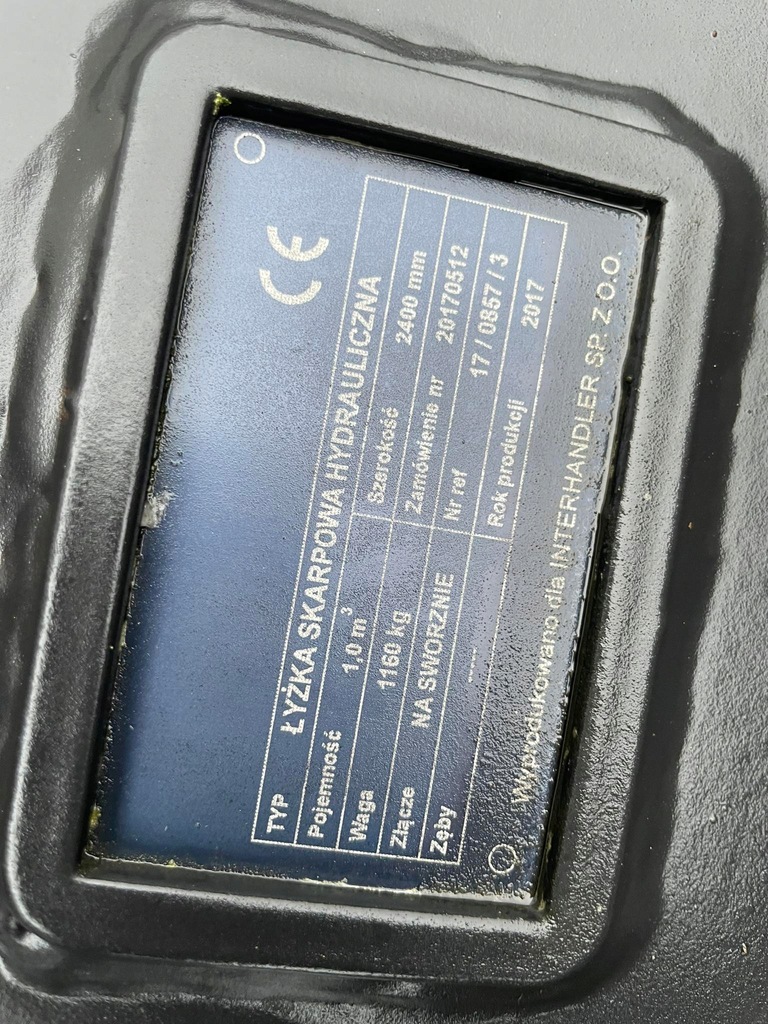 CE
TYP ŁYŻKA SKARPOWA HYDRAULICZNA
Pojemność 1,0 m³ Szerokość 2400 mm
Waga 1160 kg Zamówienie nr 20170512
Złącze NA SWORZNIE Nr ref 17 / 0857 / 3
Zęby ---- Rok produkcji 2017
Wyprodukowano dla INTERHANDLER SP. Z O.O.